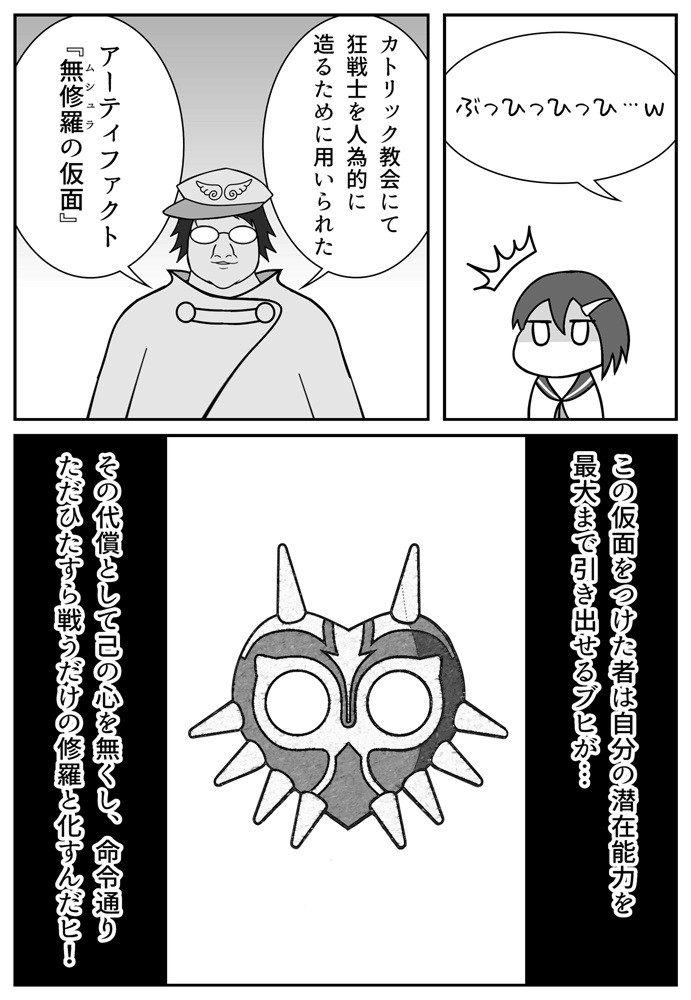 ぶっひっひっひ…w
カトリック教会にて
狂戦士を人為的に
造るために用いられた
アーティファクト
『無修羅の仮面』
ムシュラ
この仮面をつけた者は自分の潜在能力を
最大まで引き出せるブヒが…
その代償として己の心を無くし、命令通り
ただひたすら戦うだけの修羅と化すんだヒ！